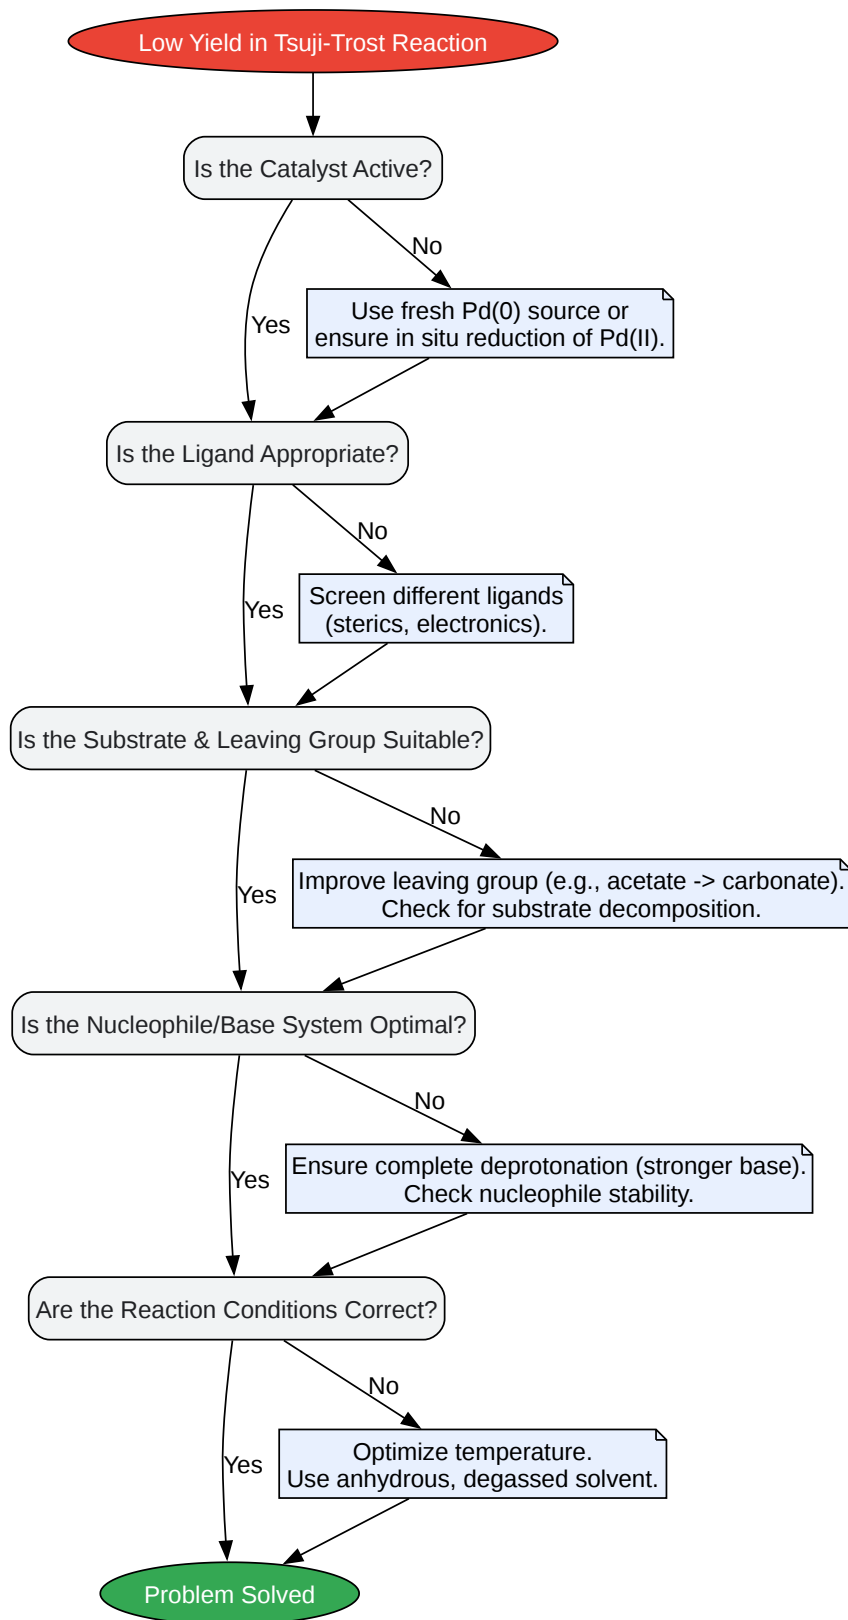 Low Yield in Tsuji-Trost Reaction
Is the Catalyst Active?
No
Yes
Use fresh Pd(0) source or
ensure in situ reduction of Pd(II).
Is the Ligand Appropriate?
No
Yes
Screen different ligands
(sterics, electronics).
Is the Substrate & Leaving Group Suitable?
No
Yes
Improve leaving group (e.g., acetate -> carbonate).
Check for substrate decomposition.
Is the Nucleophile/Base System Optimal?
No
Yes
Ensure complete deprotonation (stronger base).
Check nucleophile stability.
Are the Reaction Conditions Correct?
No
Yes
Optimize temperature.
Use anhydrous, degassed solvent.
Problem Solved